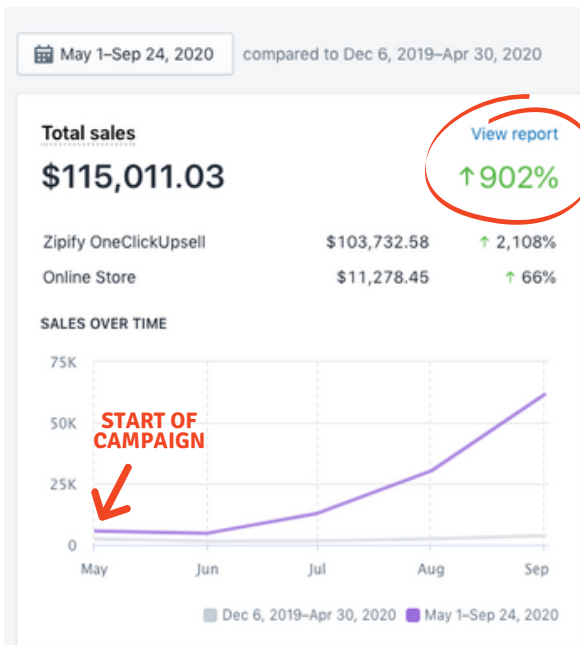 May 1–Sep 24, 2020 compared to Dec 6, 2019–Apr 30, 2020
Total sales View report
$115,011.03 ↑902%
Zipify OneClickUpsell $103,732.58 ↑ 2,108%
Online Store $11,278.45 ↑ 66%
SALES OVER TIME
75K
50K
START OF
CAMPAIGN
25K
0
May Jun Jul Aug Sep
Dec 6, 2019–Apr 30, 2020 May 1–Sep 24, 2020